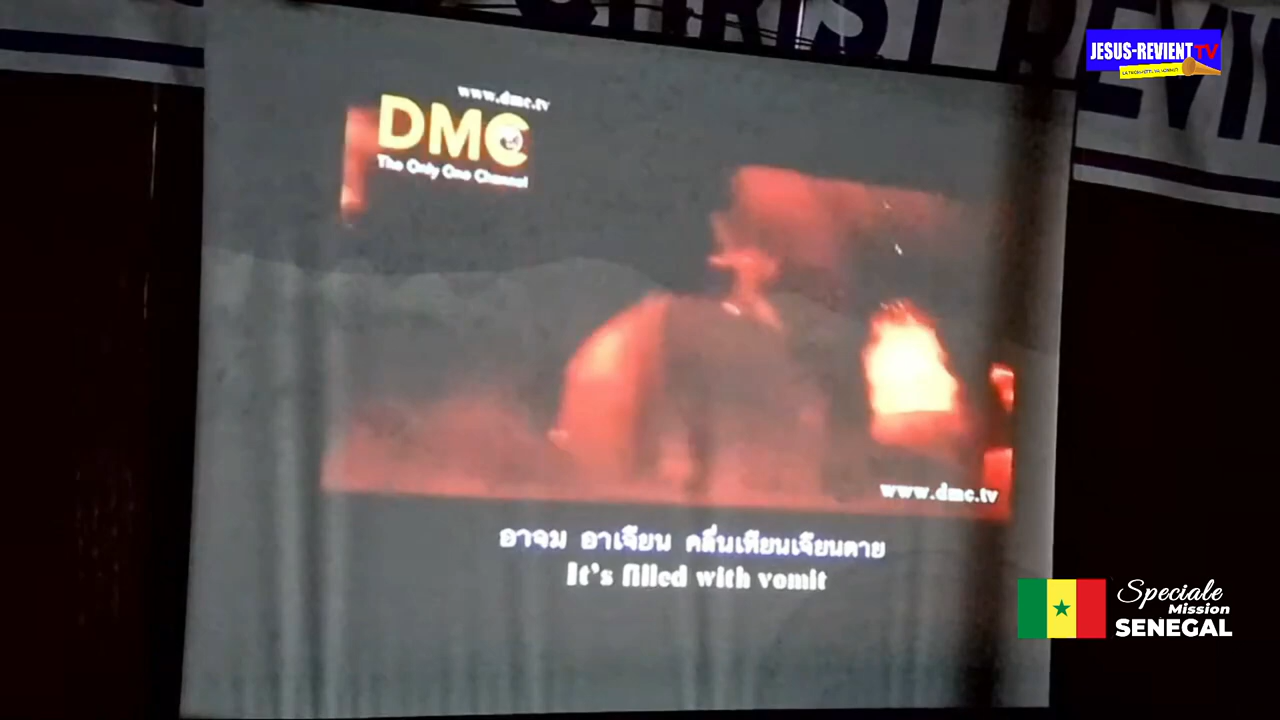 CHRIST REVIE
JESUS-REVIENT TV
www.dmc.tv
DMC
The Only One Channel
www.dmc.tv
อาจม อาเจียน คลื่นเหียนเจียนตาย
It's filled with vomit
Speciale
Mission
SENEGAL